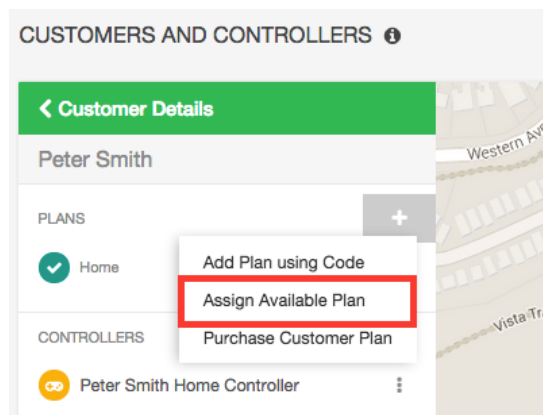 CUSTOMERS AND CONTROLLERS
Customer Details
Peter Smith
Western Av
PLANS
Home
Add Plan using Code
Assign Available Plan
Purchase Customer Plan
Vista Tr
CONTROLLERS
Peter Smith Home Controller